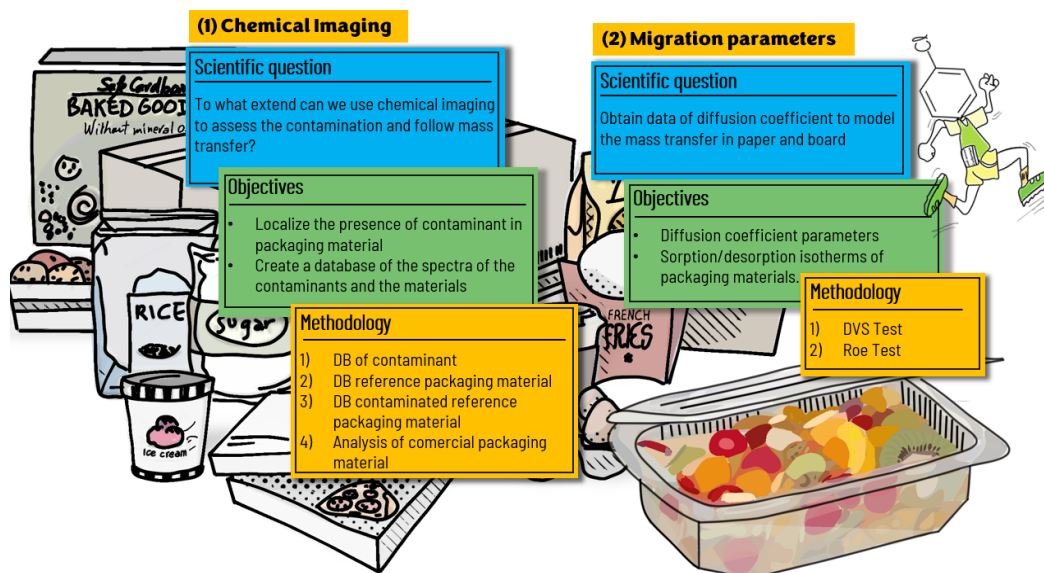 (1) Chemical Imaging
Scientific question
To what extend can we use chemical imaging
to assess the contamination and follow mass
transfer?
Objectives
• Localize the presence of contaminant in
packaging material
• Create a database of the spectra of the
contaminants and the materials
Methodology
1) DB of contaminant
2) DB reference packaging material
3) DB contaminated reference
packaging material
4) Analysis of comercial packaging
material
(2) Migration parameters
Scientific question
Obtain data of diffusion coefficient to model
the mass transfer in paper and board
Objectives
• Diffusion coefficient parameters
• Sorption/desorption isotherms of
packaging materials.
Methodology
1) DVS Test
2) Roe Test
BAKED GOO
Without mineral o
RICE
Sugar
FRENCH
FRIES
Ice cream